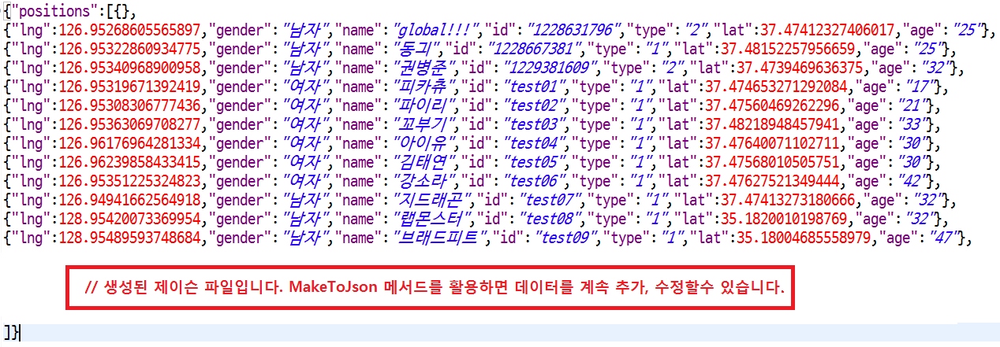 {"positions":[{},
{"lng":126.95268605565897,"gender":"남자","name":"global!!!","id":"1228631796","type":"2","lat":37.47412327406017,"age":"25"},
{"lng":126.95322860934775,"gender":"남자","name":"동괴","id":"1228667381","type":"1","lat":37.48152257956659,"age":"25"},
{"lng":126.95340968900958,"gender":"남자","name":"권병준","id":"1229381609","type":"2","lat":37.4739469636375,"age":"32"},
{"lng":126.95319671392419,"gender":"여자","name":"피카츄","id":"test01","type":"1","lat":37.474653271292084,"age":"17"},
{"lng":126.95308306777436,"gender":"여자","name":"파이리","id":"test02","type":"1","lat":37.47560469262296,"age":"21"},
{"lng":126.95363069708277,"gender":"여자","name":"꼬부기","id":"test03","type":"1","lat":37.48218948457941,"age":"33"},
{"lng":126.96176964281334,"gender":"여자","name":"아이유","id":"test04","type":"1","lat":37.47640071102711,"age":"30"},
{"lng":126.96239858433415,"gender":"여자","name":"김태연","id":"test05","type":"1","lat":37.47568010505751,"age":"30"},
{"lng":126.95351225324823,"gender":"여자","name":"강소라","id":"test06","type":"1","lat":37.47627521349444,"age":"42"},
{"lng":126.94941662564918,"gender":"남자","name":"지드래곤","id":"test07","type":"1","lat":37.47413273180666,"age":"32"},
{"lng":128.95420073369954,"gender":"남자","name":"랩몬스터","id":"test08","type":"1","lat":35.1820010198769,"age":"32"},
{"lng":128.95489593748684,"gender":"남자","name":"브래드피트","id":"test09","type":"1","lat":35.18004685558979,"age":"47"},
// 생성된 제이슨 파일입니다. MakeToJson 메서드를 활용하면 데이터를 계속 추가, 수정할수 있습니다.
]}